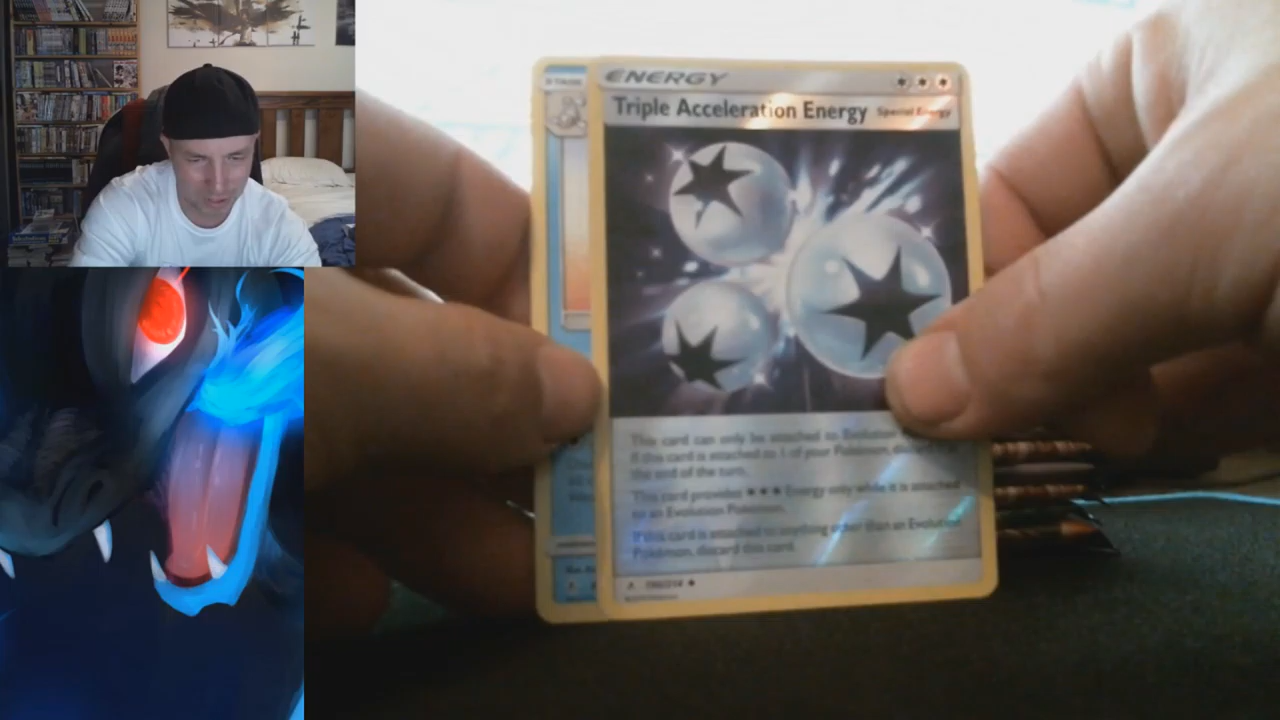 ENERGY
Triple Acceleration Energy Special Energy
This card can only be attached to Evolution
If this card is attached to 1 of your Pokémon, discard
the end of the turn.
This card provides Energy only while it is attached
to an Evolution Pokémon.
If this card is attached to anything other than an Evolution
Pokémon, discard this card.
190/214